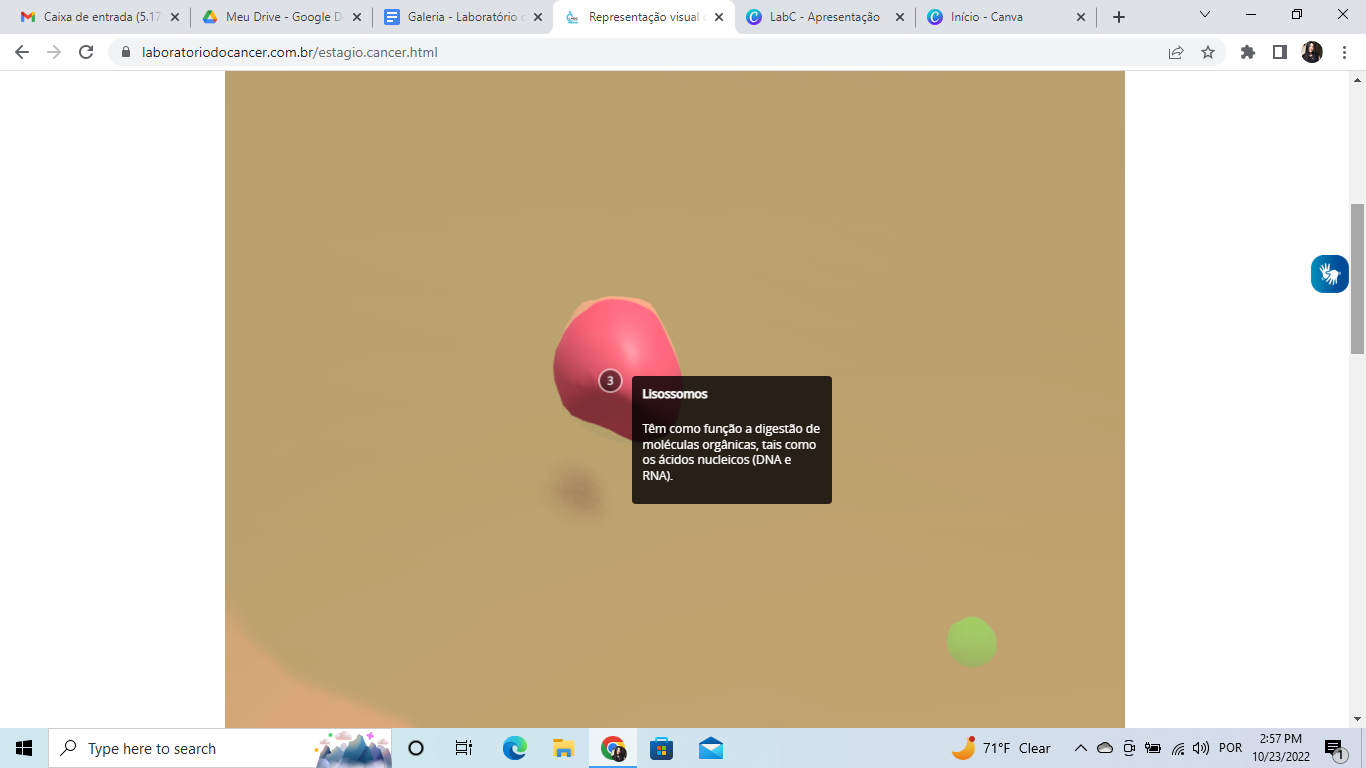 Caixa de entrada (5.17
Meu Drive - Google D
Galeria - Laboratório
Representação visual
LabC - Apresentação
Início - Canva
laboratoriodocancer.com.br/estagio.cancer.html
3
Lisossomos
Têm como função a digestão de
moléculas orgânicas, tais como
os ácidos nucleicos (DNA e
RNA).
Type here to search
71°F Clear
POR
2:57 PM
10/23/2022
1